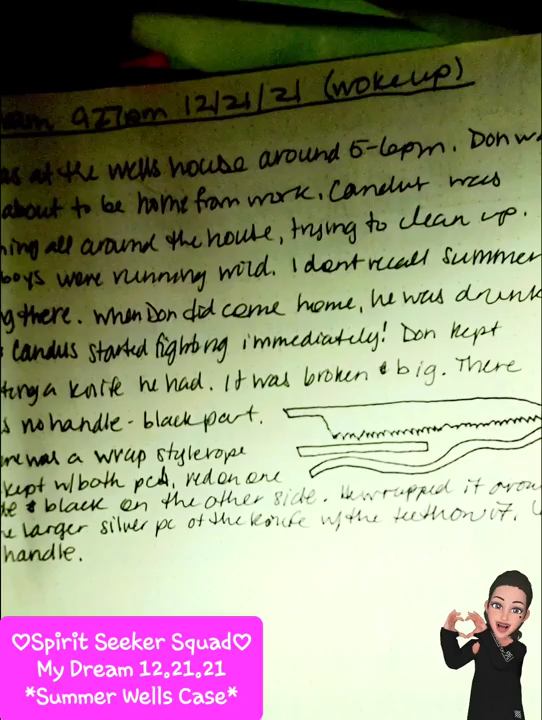 9:27pm 12/21/21 (woke up)
as at the wells house around 5-6pm. Don w
about to be home from work. Candus was
ning all around the house, trying to clean up.
boys were running wild. I dont recall summer
g there. When Don did come home, he was drunk
Candus started fighting immediately! Don kept
ting a knife he had. It was broken & big. There
s no handle - black part.
re was a wrap style rope
kept w/both pcs, red on one
de & black on the other side. He wrapped it arou
e larger silver pc of the knife w/ the teeth on it.
handle.
♡Spirit Seeker Squad♡
My Dream 12.21.21
*Summer Wells Case*